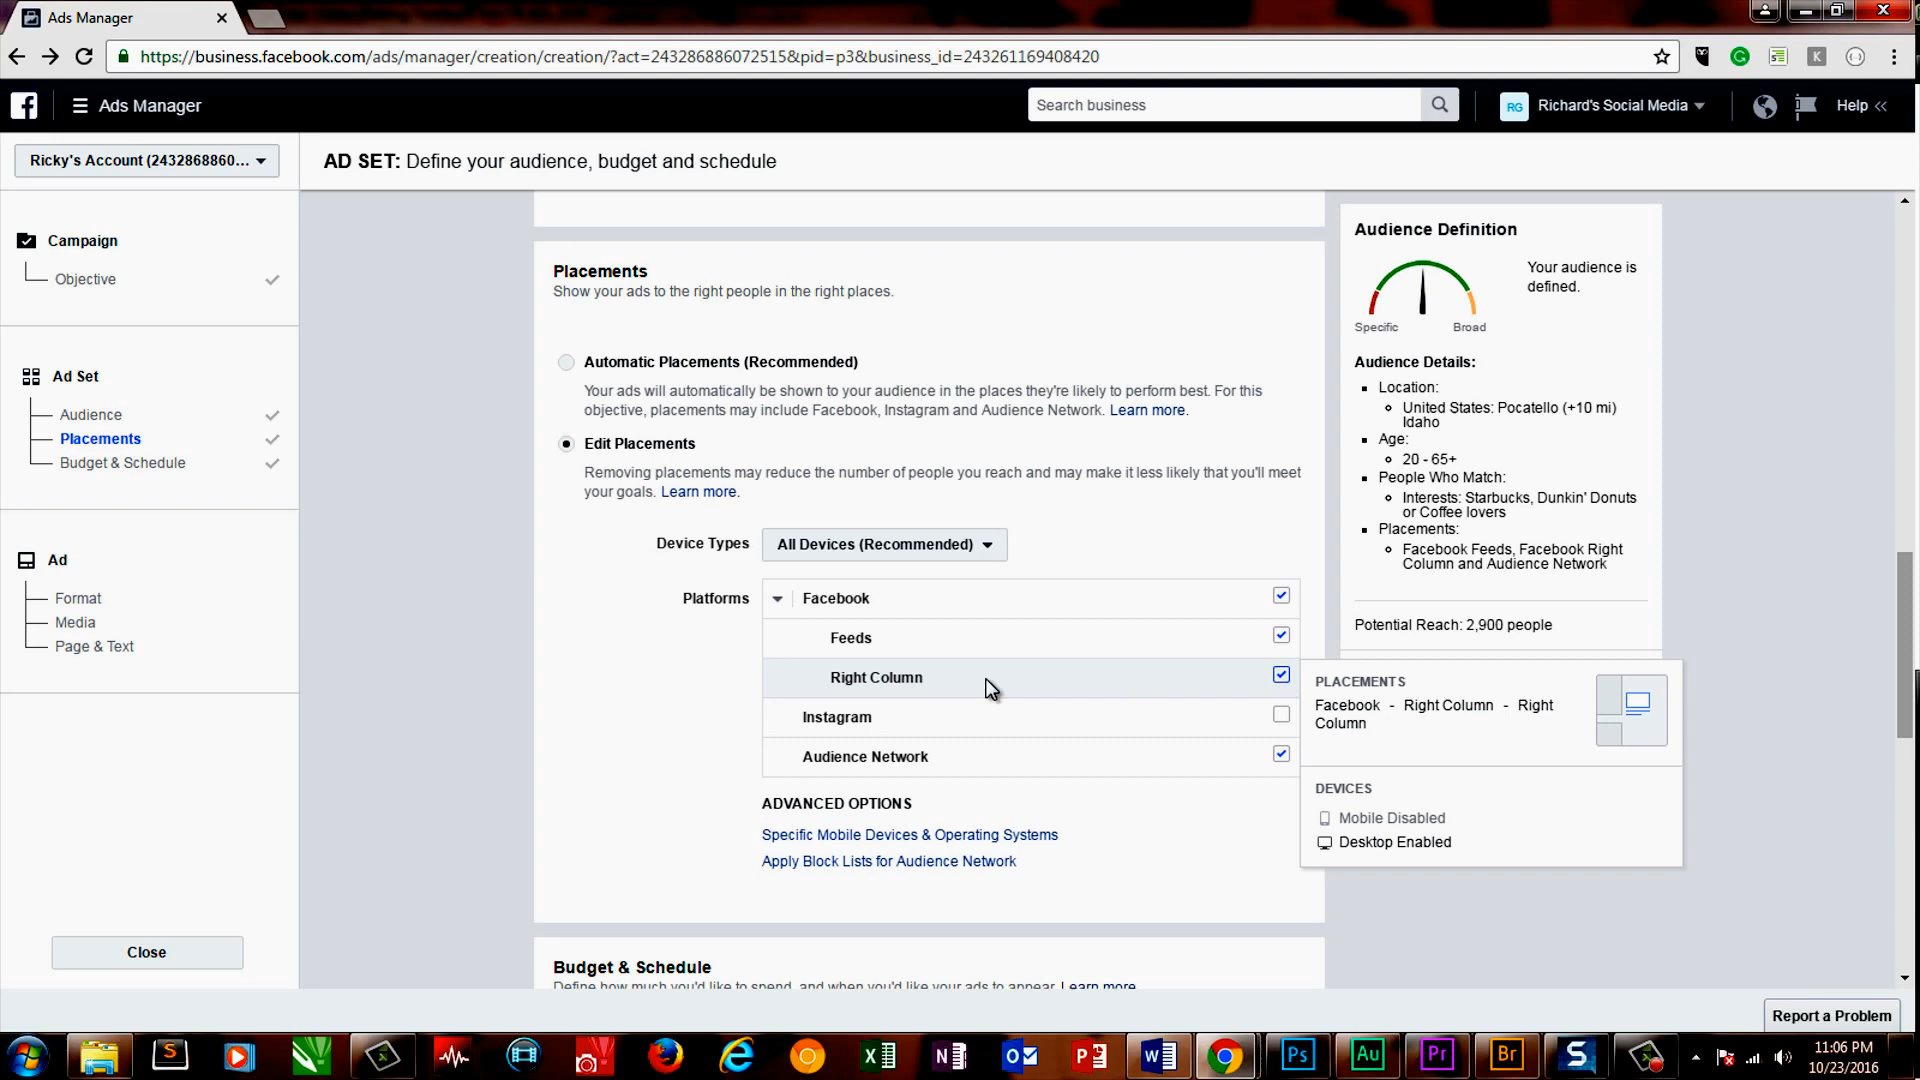 Ads Manager
https://business.facebook.com/ads/manager/creation/creation/?act=243286886072515&pid=p3&business_id=243261169408420
Ads Manager
Search business
RG Richard's Social Media
Help
Ricky's Account (2432868860...
AD SET: Define your audience, budget and schedule
Campaign
Objective
Ad Set
Audience
Placements
Budget & Schedule
Ad
Format
Media
Page & Text
Close
Placements
Show your ads to the right people in the right places.
Automatic Placements (Recommended)
Your ads will automatically be shown to your audience in the places they're likely to perform best. For this
objective, placements may include Facebook, Instagram and Audience Network. Learn more.
Edit Placements
Removing placements may reduce the number of people you reach and may make it less likely that you'll meet
your goals. Learn more.
Device Types
All Devices (Recommended)
Platforms
Facebook
Feeds
Right Column
Instagram
Audience Network
ADVANCED OPTIONS
Specific Mobile Devices & Operating Systems
Apply Block Lists for Audience Network
Budget & Schedule
Define how much you'd like to spend, and when you'd like your ads to appear. Learn more.
Audience Definition
Your audience is
defined.
Specific
Broad
Audience Details:
Location:
United States: Pocatello (+10 mi)
Idaho
Age:
20 - 65+
People Who Match:
Interests: Starbucks, Dunkin' Donuts
or Coffee lovers
Placements:
Facebook Feeds, Facebook Right
Column and Audience Network
Potential Reach: 2,900 people
PLACEMENTS
Facebook - Right Column - Right
Column
DEVICES
Mobile Disabled
Desktop Enabled
Report a Problem
Ps
Au
Pr
Br
11:06 PM
10/23/2016